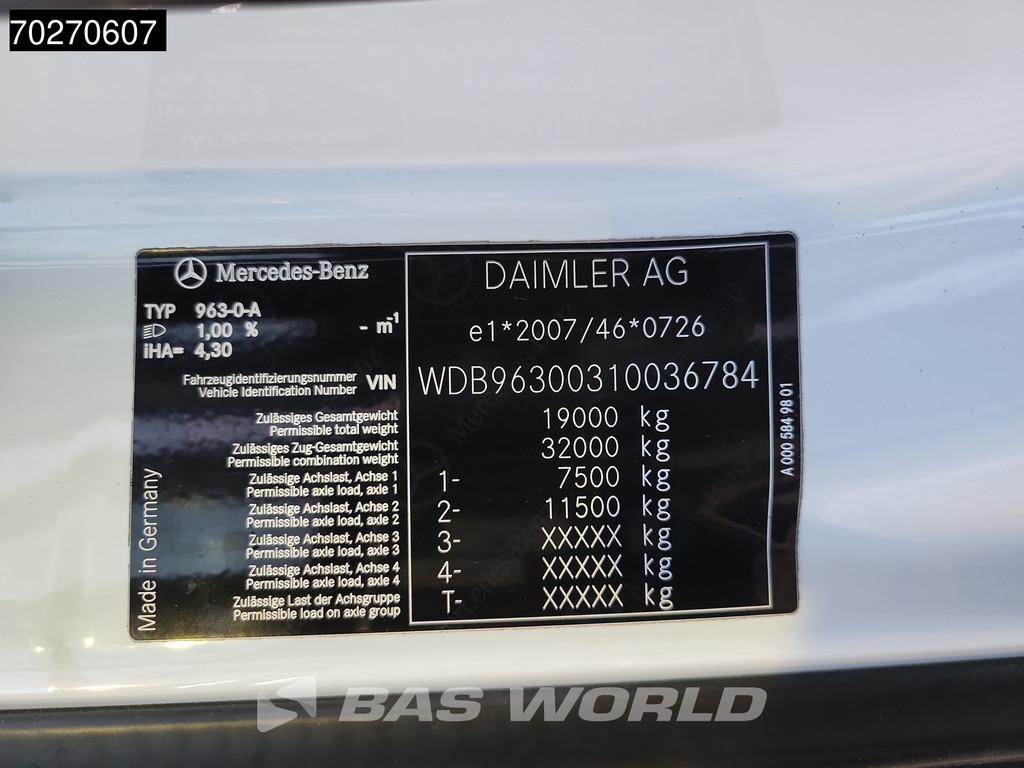 70270607
Mercedes-Benz
TYP 963-0-A
1,00 % - m-1
iHA= 4,30
Fahrzeugidentifizierungsnummer
Vehicle Identification Number VIN
Zulässiges Gesamtgewicht
Permissible total weight
Zulässiges Zug-Gesamtgewicht
Permissible combination weight
Zulässige Achslast, Achse 1
Permissible axle load, axle 1
Zulässige Achslast, Achse 2
Permissible axle load, axle 2
Zulässige Achslast, Achse 3
Permissible axle load, axle 3
Zulässige Achslast, Achse 4
Permissible axle load, axle 4
Zulässige Last der Achsgruppe
Permissible load on axle group
Made in Germany
DAIMLER AG
e1*2007/46*0726
WDB96300310036784
19000 kg
32000 kg
1- 7500 kg
2- 11500 kg
3- XXXXX kg
4- XXXXX kg
T- XXXXX kg
A 000 584 98 01
BAS WORLD